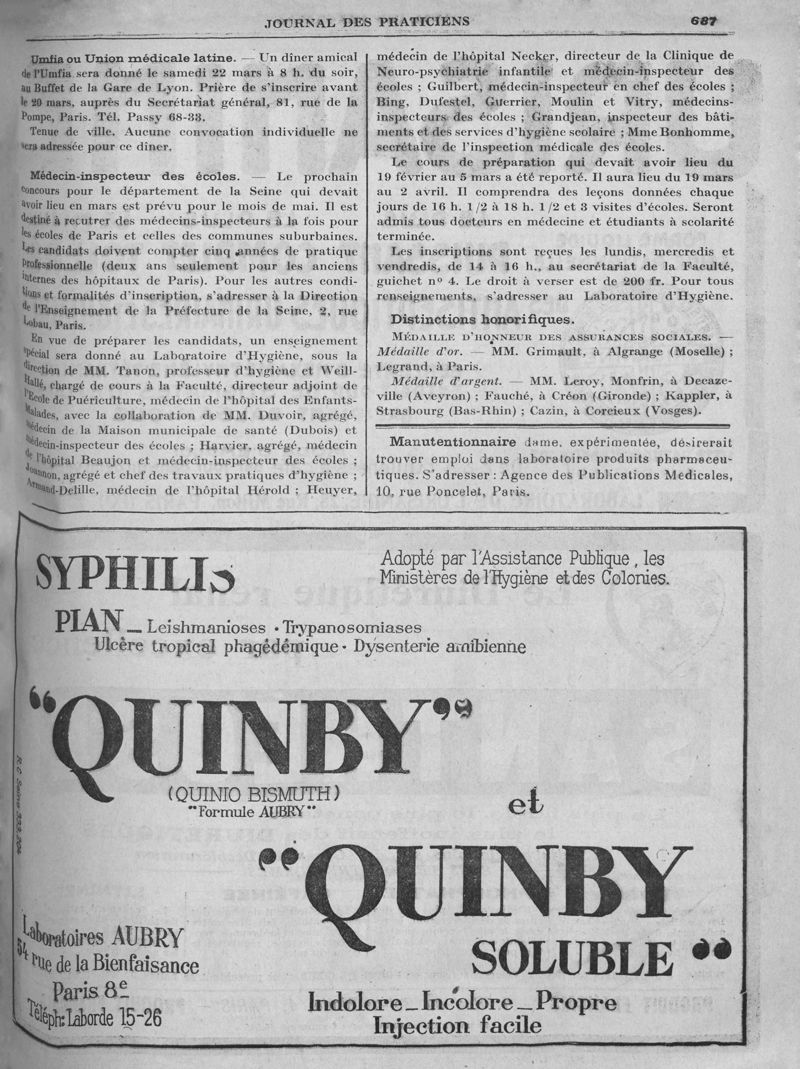 JOURNAL DES PRATICIENS
687
Umfia ou Union médicale latine. — Un dîner amical
de l'Umfia sera donné le samedi 22 mars à 8 h. du soir,
au Buffet de la Gare de Lyon. Prière de s'inscrire avant
le 20 mars, auprès du Secrétariat général, 81, rue de la
Pompe, Paris. Tél. Passy 68-33.
Tenue de ville. Aucune convocation individuelle ne
sera adressée pour ce dîner.
Médecin-inspecteur des écoles. — Le prochain
concours pour le département de la Seine qui devait
avoir lieu en mars est prévu pour le mois de mai. Il est
destiné à recutrer des médecins-inspecteurs à la fois pour
les écoles de Paris et celles des communes suburbaines.
Les candidats doivent compter cinq années de pratique
professionnelle (deux ans seulement pour les anciens
internes des hôpitaux de Paris). Pour les autres condi-
tions et formalités d'inscription, s'adresser à la Direction
de l'Enseignement de la Préfecture de la Seine, 2, rue
Lobau, Paris.
En vue de préparer les candidats, un enseignement
spécial sera donné au Laboratoire d'Hygiène, sous la
direction de MM. Tanon, professeur d'hygiène et Weill-
Hallé, chargé de cours à la Faculté, directeur adjoint de
l'Ecole de Puériculture, médecin de l'hôpital des Enfants-
Malades, avec la collaboration de MM. Duvoir, agrégé,
médecin de la Maison municipale de santé (Dubois) et
médecin-inspecteur des écoles ; Harvier, agrégé, médecin
de l'hôpital Beaujon et médecin-inspecteur des écoles ;
Joannon, agrégé et chef des travaux pratiques d'hygiène ;
Armand-Delille, médecin de l'hôpital Hérold ; Heuyer,
médecin de l'hôpital Necker, directeur de la Clinique de
Neuro-psychiatrie infantile et médecin-inspecteur des
écoles ; Guilbert, médecin-inspecteur en chef des écoles ;
Bing, Dufestel, Guerrier, Moulin et Vitry, médecins-
inspecteurs des écoles ; Grandjean, inspecteur des bâti-
ments et des services d'hygiène scolaire ; Mme Bonhomme,
secrétaire de l'inspection médicale des écoles.
Le cours de préparation qui devait avoir lieu du
19 février au 5 mars a été reporté. Il aura lieu du 19 mars
au 2 avril. Il comprendra des leçons données chaque
jours de 16 h. 1/2 à 18 h. 1/2 et 3 visites d'écoles. Seront
admis tous docteurs en médecine et étudiants à scolarité
terminée.
Les inscriptions sont reçues les lundis, mercredis et
vendredis, de 14 à 16 h., au secrétariat de la Faculté,
guichet nº 4. Le droit à verser est de 200 fr. Pour tous
renseignements, s'adresser au Laboratoire d'Hygiène.
Distinctions honorifiques.
MÉDAILLE D'HONNEUR DES ASSURANCES SOCIALES. —
Médaille d'or. — MM. Grimault, à Algrange (Moselle) ;
Legrand, à Paris.
Médaille d'argent. — MM. Leroy, Monfrin, à Decaze-
ville (Aveyron) ; Fauché, à Créon (Gironde) ; Kappler, à
Strasbourg (Bas-Rhin) ; Cazin, à Corcieux (Vosges).
Manutentionnaire dame, expérimentée, désirerait
trouver emploi dans laboratoire produits pharmaceu-
tiques. S'adresser : Agence des Publications Médicales,
10, rue Poncelet, Paris.
SYPHILIS
Adopté par l'Assistance Publique, les
Ministères de l'Hygiène et des Colonies.
PIAN — Leishmanioses • Trypanosomiases
Ulcère tropical phagédémique • Dysenterie amibienne
"QUINBY"
(QUINIO BISMUTH)
"Formule AUBRY"
et
"QUINBY
SOLUBLE"
Laboratoires AUBRY
54 rue de la Bienfaisance
Paris 8e
Téléph: Laborde 15-26
Indolore — Incolore — Propre
Injection facile